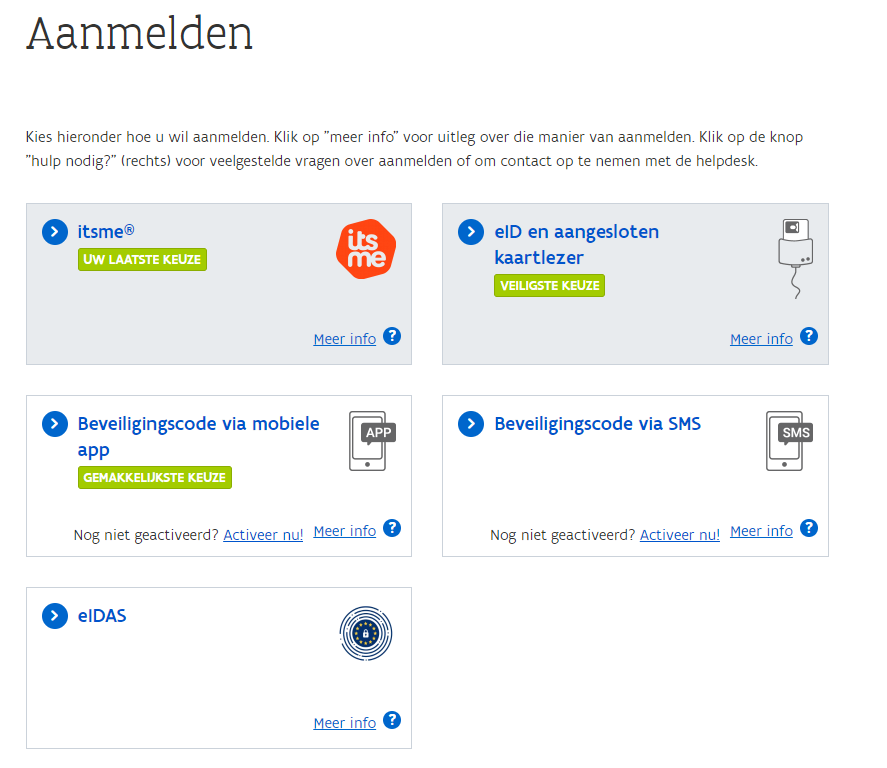 Aanmelden
Kies hieronder hoe u wil aanmelden. Klik op "meer info" voor uitleg over die manier van aanmelden. Klik op de knop
"hulp nodig?" (rechts) voor veelgestelde vragen over aanmelden of om contact op te nemen met de helpdesk.
itsme®
UW LAATSTE KEUZE
its
me
Meer info ?
eID en aangesloten
kaartlezer
VEILIGSTE KEUZE
Meer info ?
Beveiligingscode via mobiele
app
GEMAKKELIJKSTE KEUZE
APP
Nog niet geactiveerd? Activeer nu! Meer info ?
Beveiligingscode via SMS
SMS
Nog niet geactiveerd? Activeer nu! Meer info ?
eIDAS
Meer info ?